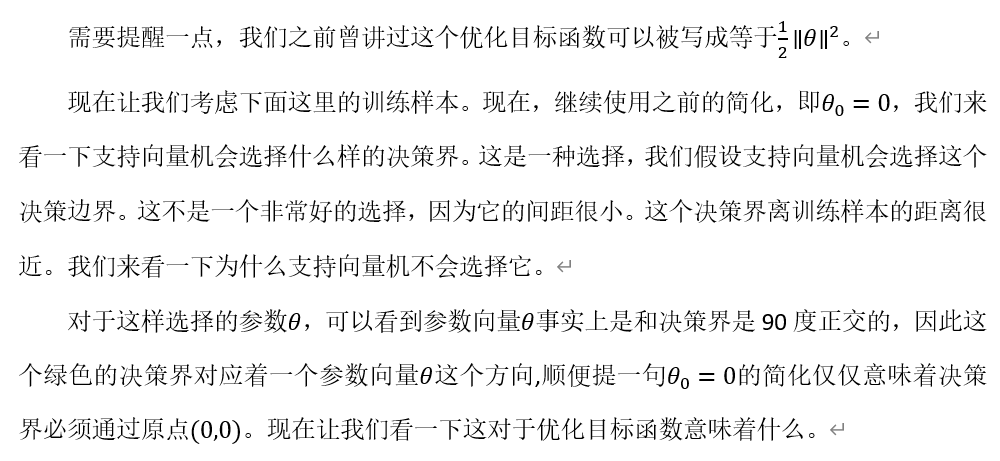 需要提醒一点，我们之前曾讲过这个优化目标函数可以被写成等于½‖θ‖²。↵
现在让我们考虑下面这里的训练样本。现在，继续使用之前的简化，即θ₀ = 0，我们来
看一下支持向量机会选择什么样的决策界。这是一种选择，我们假设支持向量机会选择这个
决策边界。这不是一个非常好的选择，因为它的间距很小。这个决策界离训练样本的距离很
近。我们来看一下为什么支持向量机不会选择它。↵
对于这样选择的参数θ，可以看到参数向量θ事实上是和决策界是 90 度正交的，因此这
个绿色的决策界对应着一个参数向量θ这个方向,顺便提一句θ₀ = 0的简化仅仅意味着决策
界必须通过原点(0,0)。现在让我们看一下这对于优化目标函数意味着什么。↵